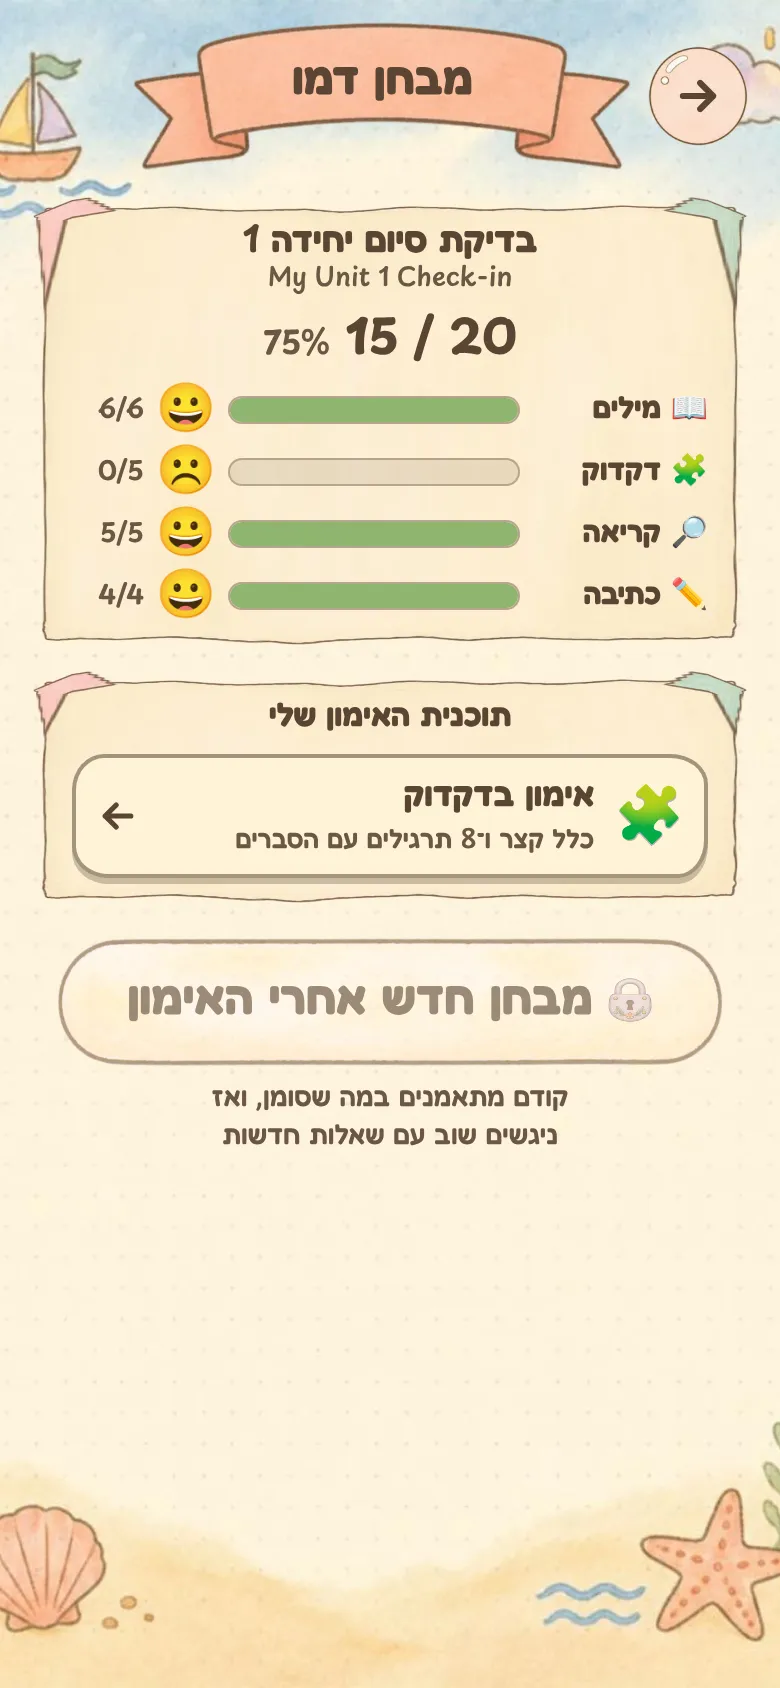 מבחן דמו
בדיקת סיום יחידה 1
My Unit 1 Check-in
15 / 20 75%
מילים 6/6
דקדוק 0/5
קריאה 5/5
כתיבה 4/4
תוכנית האימון שלי
אימון בדקדוק
כלל קצר ו־8 תרגילים עם הסברים
מבחן חדש אחרי האימון
קודם מתאמנים במה שסומן, ואז
ניגשים שוב עם שאלות חדשות